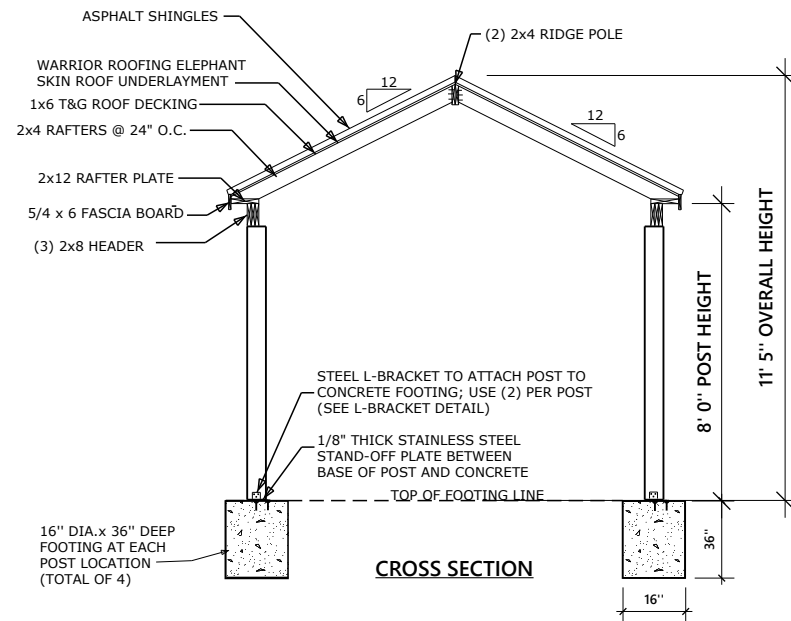 ASPHALT SHINGLES
(2) 2x4 RIDGE POLE
WARRIOR ROOFING ELEPHANT
SKIN ROOF UNDERLAYMENT
1x6 T&G ROOF DECKING
2x4 RAFTERS @ 24" O.C.
2x12 RAFTER PLATE
5/4 x 6 FASCIA BOARD
(3) 2x8 HEADER
12
6
12
6
8' 0" POST HEIGHT
11' 5" OVERALL HEIGHT
STEEL L-BRACKET TO ATTACH POST TO
CONCRETE FOOTING; USE (2) PER POST
(SEE L-BRACKET DETAIL)
1/8" THICK STAINLESS STEEL
STAND-OFF PLATE BETWEEN
BASE OF POST AND CONCRETE
TOP OF FOOTING LINE
16" DIA.x 36" DEEP
FOOTING AT EACH
POST LOCATION
(TOTAL OF 4)
36"
16"
CROSS SECTION